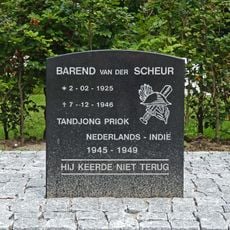 BAREND VAN DER SCHEUR
* 2-02-1925
† 7-12-1946
TANDJONG PRIOK
NEDERLANDS-INDIË
1945-1949
HIJ KEERDE NIET TERUG